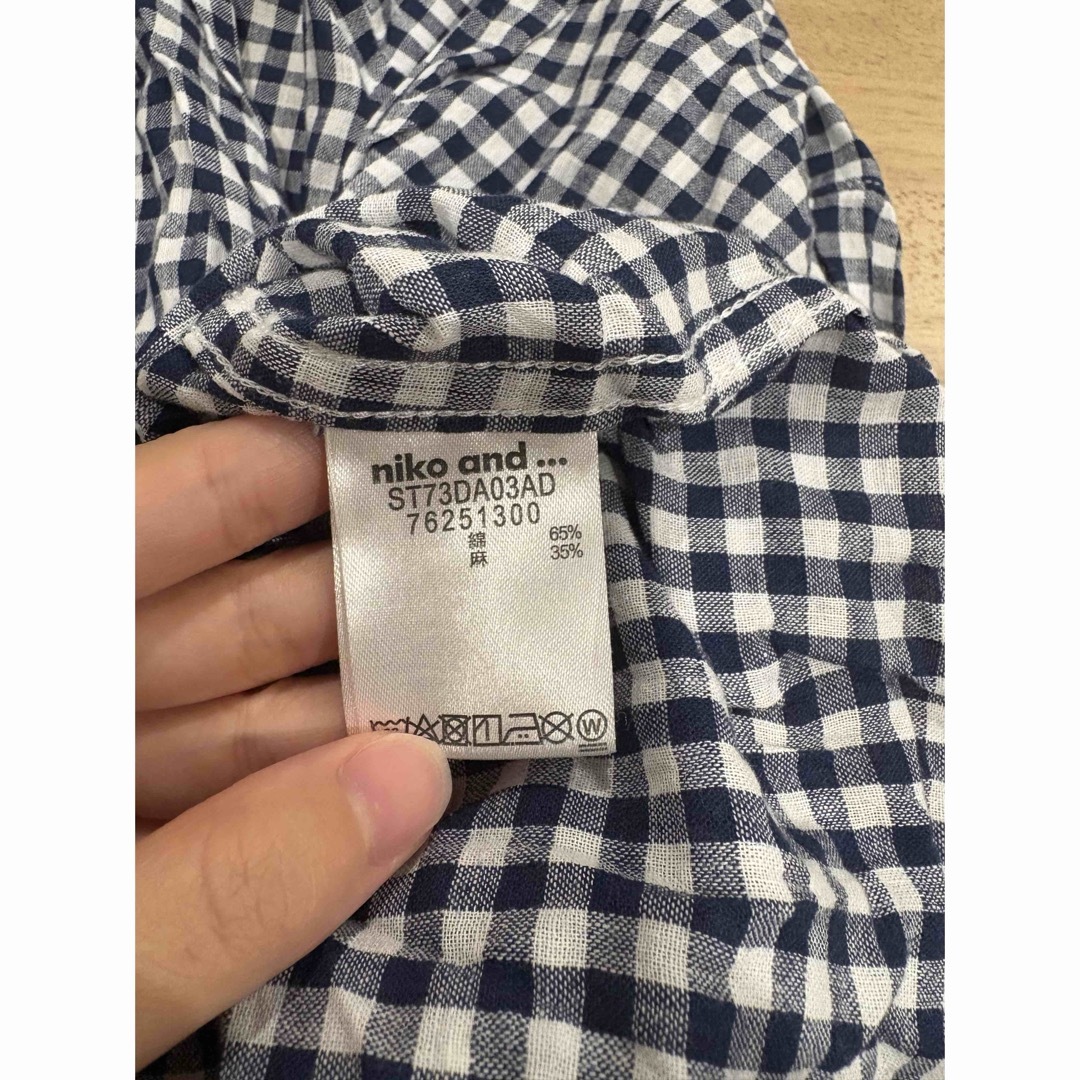 niko and ...
ST73DA03AD
76251300
綿 65%
麻 35%
W